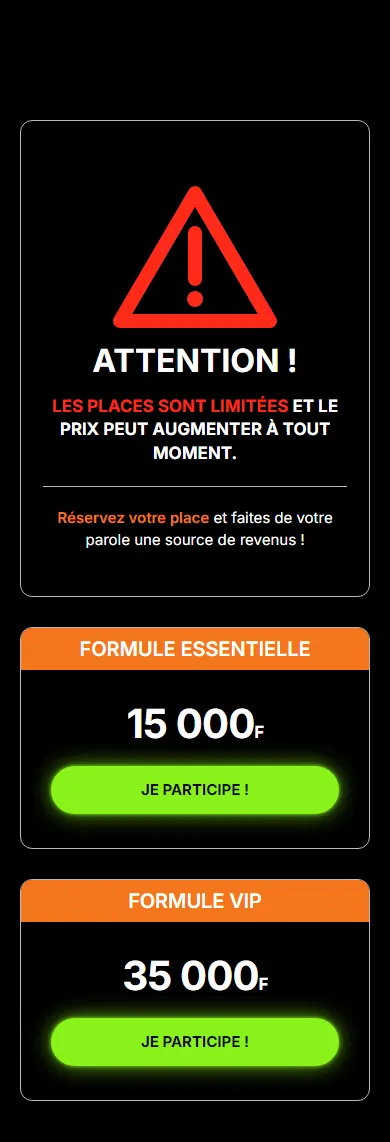 ATTENTION !
LES PLACES SONT LIMITÉES ET LE
PRIX PEUT AUGMENTER À TOUT
MOMENT.
Réservez votre place et faites de votre
parole une source de revenus !
FORMULE ESSENTIELLE
15 000F
JE PARTICIPE !
FORMULE VIP
35 000F
JE PARTICIPE !